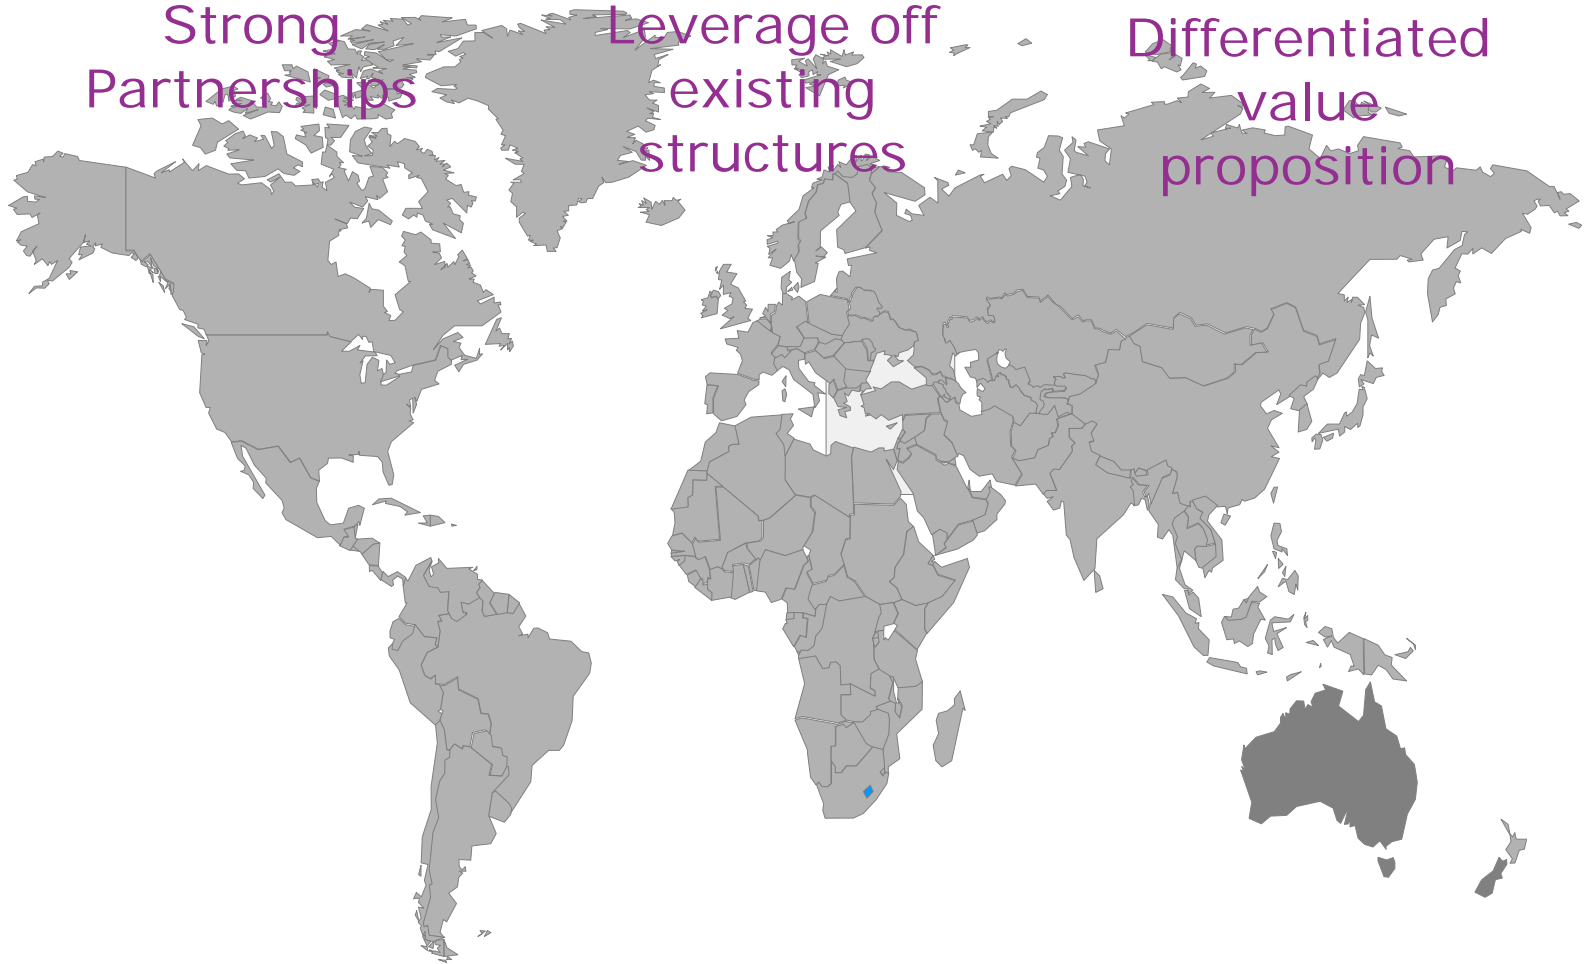 Strong
Partnerships
Leverage off
existing
structures
Differentiated
value
proposition